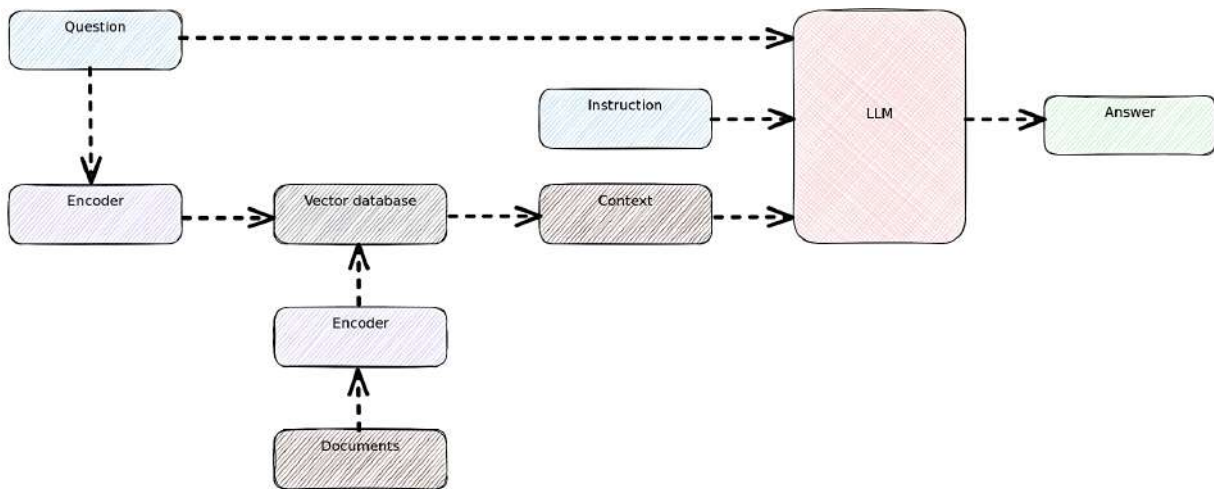 Question
Instruction
LLM
Answer
Encoder
Vector database
Context
Encoder
Documents